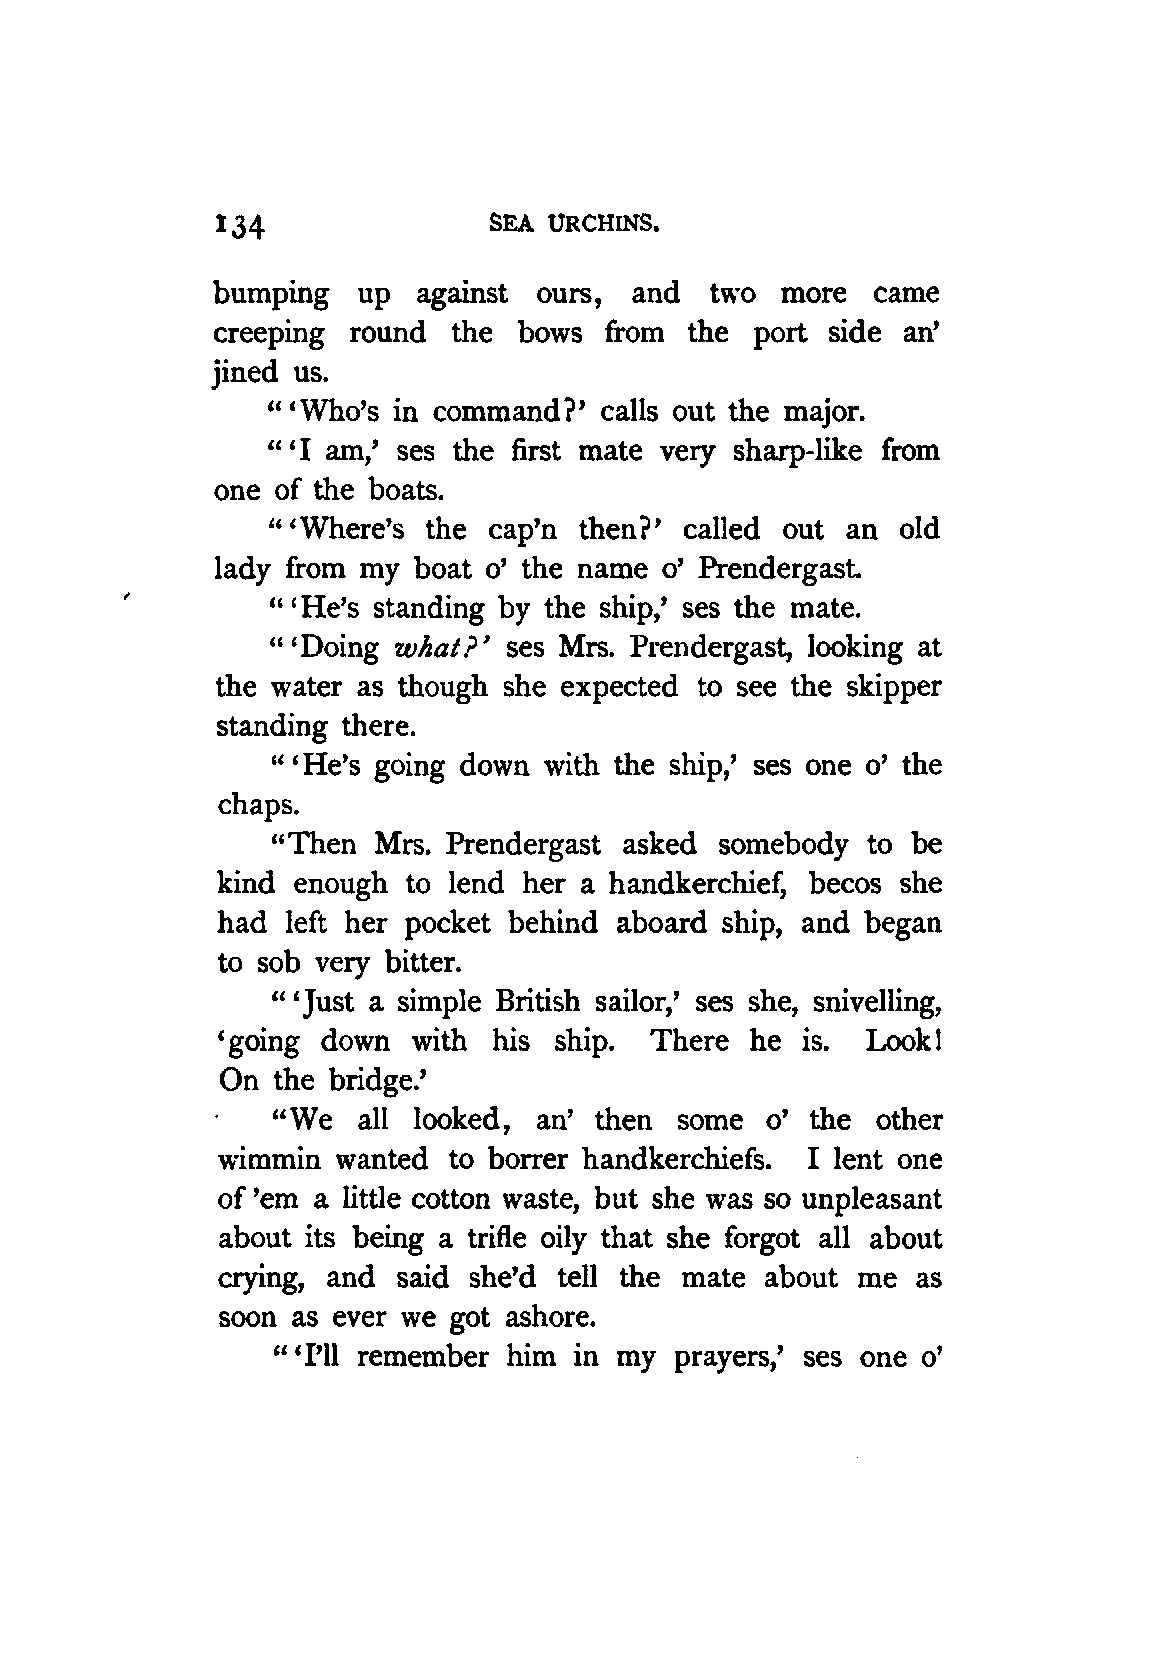 134 SEA URCHINS.
bumping up against ours, and two more came
creeping round the bows from the port side an’
jined us.
“ ‘Who’s in command?’ calls out the major.
“ ‘I am,’ ses the first mate very sharp-like from
one of the boats.
“ ‘Where’s the cap’n then?’ called out an old
lady from my boat o’ the name o’ Prendergast.
“ ‘He’s standing by the ship,’ ses the mate.
“ ‘Doing what?’ ses Mrs. Prendergast, looking at
the water as though she expected to see the skipper
standing there.
“ ‘He’s going down with the ship,’ ses one o’ the
chaps.
“Then Mrs. Prendergast asked somebody to be
kind enough to lend her a handkerchief, becos she
had left her pocket behind aboard ship, and began
to sob very bitter.
“ ‘Just a simple British sailor,’ ses she, snivelling,
‘going down with his ship. There he is. Look!
On the bridge.’
“We all looked, an’ then some o’ the other
wimmin wanted to borrer handkerchiefs. I lent one
of ’em a little cotton waste, but she was so unpleasant
about its being a trifle oily that she forgot all about
crying, and said she’d tell the mate about me as
soon as ever we got ashore.
“ ‘I’ll remember him in my prayers,’ ses one o’